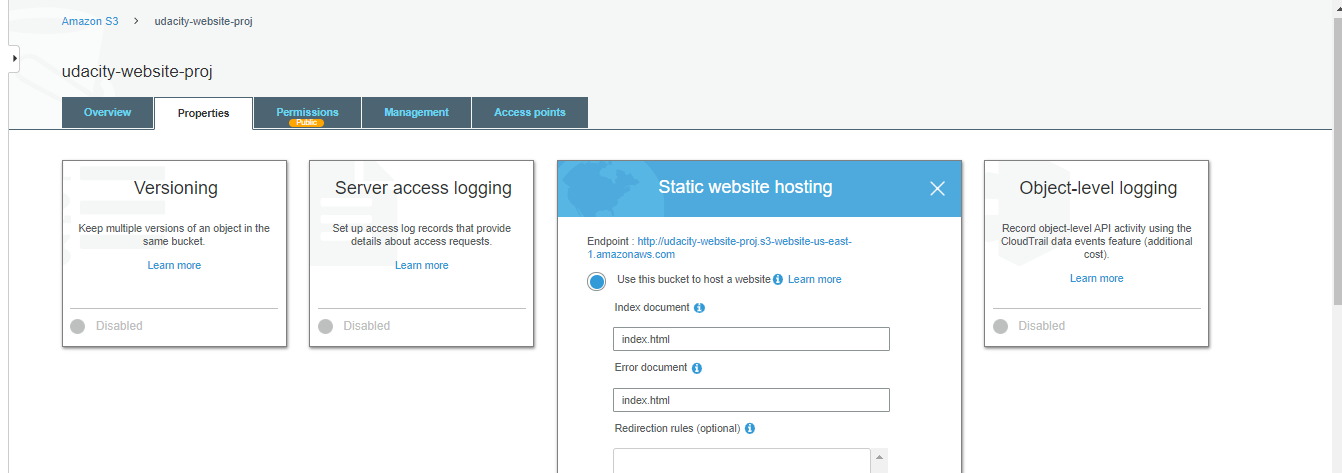 Amazon S3 > udacity-website-proj
udacity-website-proj
Overview
Properties
Permissions
Public
Management
Access points
Versioning
Keep multiple versions of an object in the
same bucket.
Learn more
Disabled
Server access logging
Set up access log records that provide
details about access requests.
Learn more
Disabled
Static website hosting
Endpoint : http://udacity-website-proj.s3-website-us-east-
1.amazonaws.com
Use this bucket to host a website Learn more
Index document
index.html
Error document
index.html
Redirection rules (optional)
Object-level logging
Record object-level API activity using the
CloudTrail data events feature (additional
cost).
Learn more
Disabled